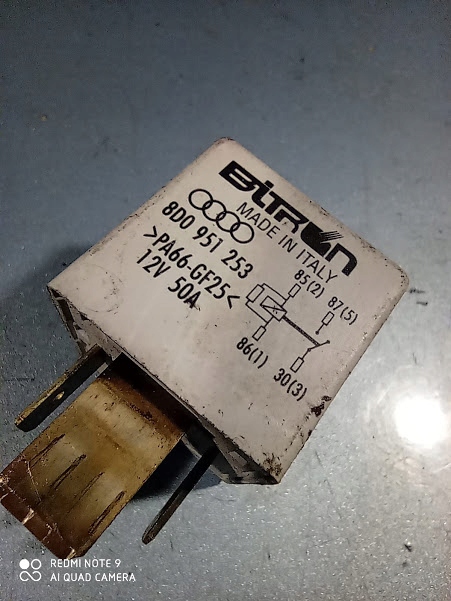 BITRON
MADE IN ITALY
8D0 951 253
>PA66-GF25<
12V 50A
85(2)
87(5)
86(1)
30(3)
REDMI NOTE 9
AI QUAD CAMERA